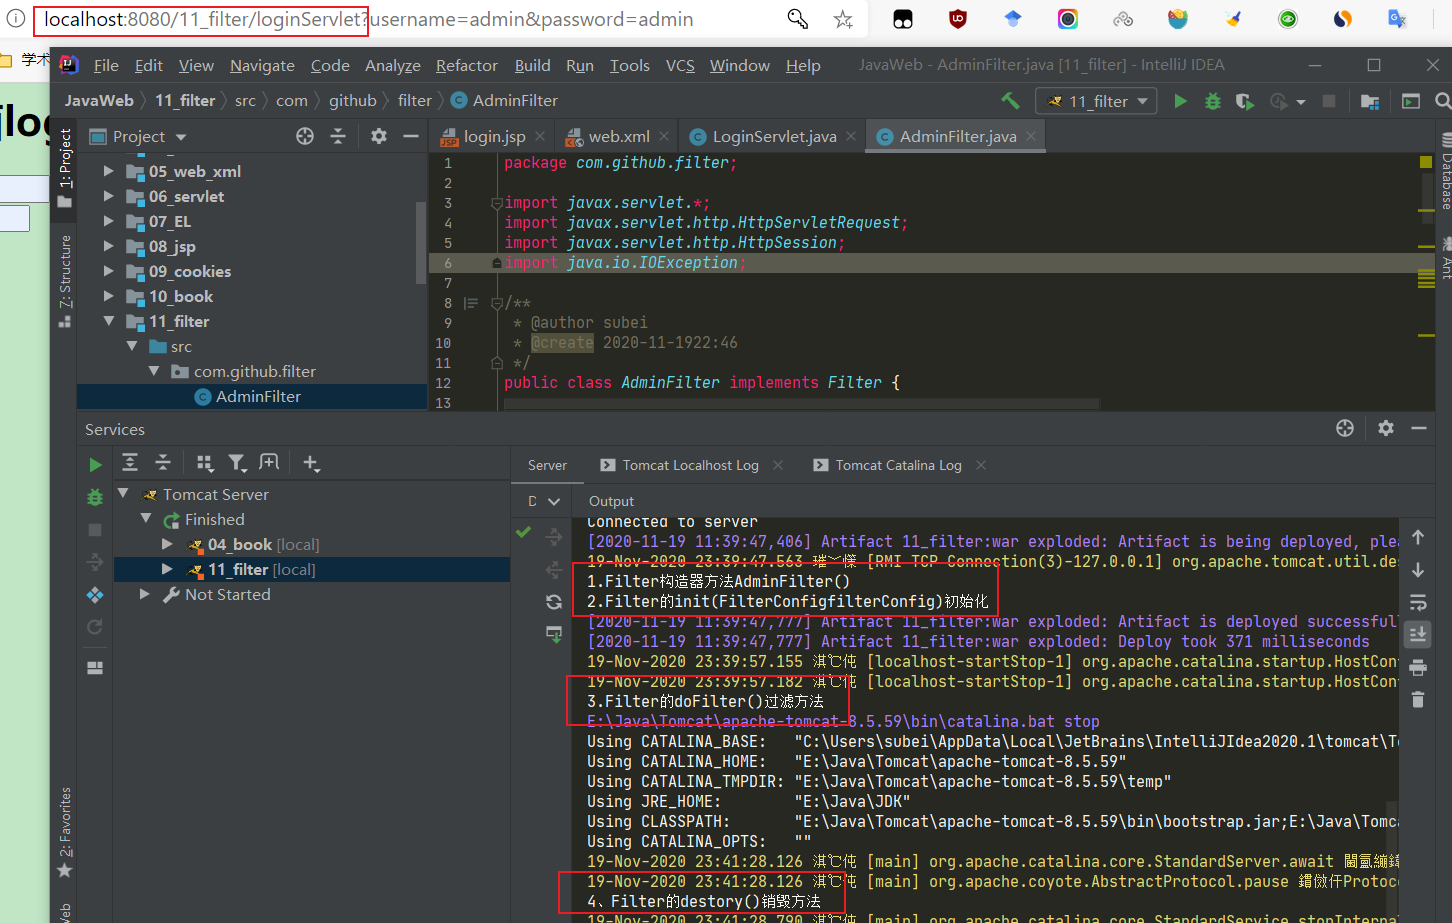 localhost:8080/11_filter/loginServlet?username=admin&password=admin
学术
File Edit View Navigate Code Analyze Refactor Build Run Tools VCS Window Help JavaWeb - AdminFilter.java [11_filter] - IntelliJ IDEA
JavaWeb 11_filter src com github filter AdminFilter 11_filter
log
1: Project
Project
login.jsp web.xml LoginServlet.java AdminFilter.java
05_web_xml
06_servlet
07_EL
08_jsp
09_cookies
10_book
11_filter
src
com.github.filter
AdminFilter
7: Structure
2: Favorites
Web
Database
Ant
1 package com.github.filter;
2
3 import javax.servlet.*;
4 import javax.servlet.http.HttpServletRequest;
5 import javax.servlet.http.HttpSession;
6 import java.io.IOException;
7
8 /**
9 * @author subei
10 * @create 2020-11-1922:46
11 */
12 public class AdminFilter implements Filter {
13
Services
Tomcat Server
Finished
04_book [local]
11_filter [local]
Not Started
Server Tomcat Localhost Log Tomcat Catalina Log
D Output
Connected to server
[2020-11-19 11:39:47,406] Artifact 11_filter:war exploded: Artifact is being deployed, plea
19-Nov-2020 23:39:47.563 [RMI TCP Connection(3)-127.0.0.1] org.apache.tomcat.util.des
1.Filter构造器方法AdminFilter()
2.Filter的init(FilterConfigfilterConfig)初始化
[2020-11-19 11:39:47,777] Artifact 11_filter:war exploded: Artifact is deployed successful
[2020-11-19 11:39:47,777] Artifact 11_filter:war exploded: Deploy took 371 milliseconds
19-Nov-2020 23:39:57.155 [localhost-startStop-1] org.apache.catalina.startup.HostConf
19-Nov-2020 23:39:57.182 [localhost-startStop-1] org.apache.catalina.startup.HostConf
3.Filter的doFilter()过滤方法
E:\Java\Tomcat\apache-tomcat-8.5.59\bin\catalina.bat stop
Using CATALINA_BASE: "C:\Users\subei\AppData\Local\JetBrains\IntelliJIdea2020.1\tomcat\To
Using CATALINA_HOME: "E:\Java\Tomcat\apache-tomcat-8.5.59"
Using CATALINA_TMPDIR: "E:\Java\Tomcat\apache-tomcat-8.5.59\temp"
Using JRE_HOME: "E:\Java\JDK"
Using CLASSPATH: "E:\Java\Tomcat\apache-tomcat-8.5.59\bin\bootstrap.jar;E:\Java\Tomca
Using CATALINA_OPTS: ""
19-Nov-2020 23:41:28.126 [main] org.apache.catalina.core.StandardServer.await
19-Nov-2020 23:41:28.126 [main] org.apache.coyote.AbstractProtocol.pause Protoc
4、Filter的destory()销毁方法
19-Nov-2020 23:41:28.790 [main] org.apache.catalina.core.StandardService.stopInternal